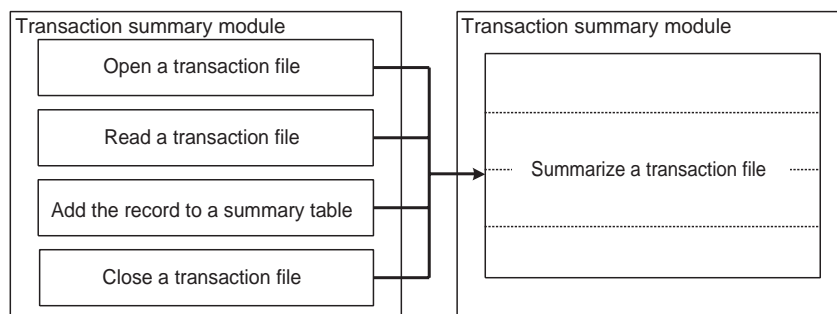 Transaction summary module
Open a transaction file
Read a transaction file
Add the record to a summary table
Close a transaction file
Transaction summary module
Summarize a transaction file